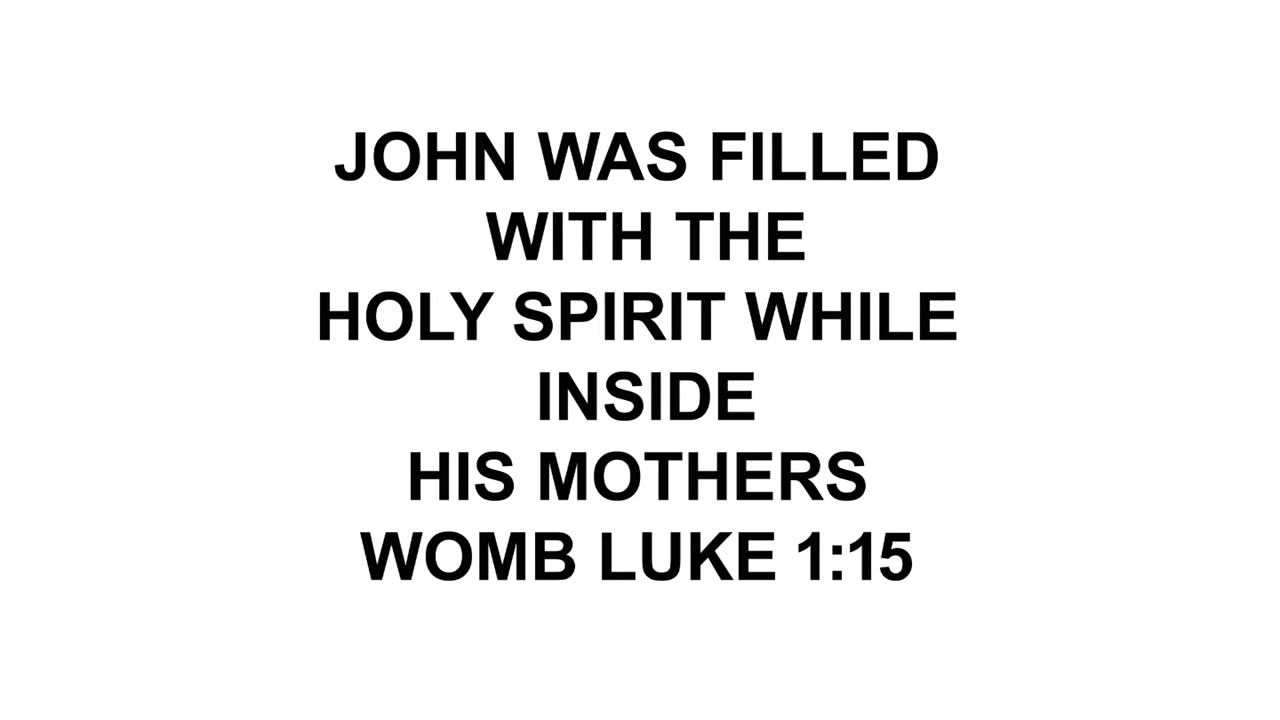 JOHN WAS FILLED
WITH THE
HOLY SPIRIT WHILE
INSIDE
HIS MOTHERS
WOMB LUKE 1:15